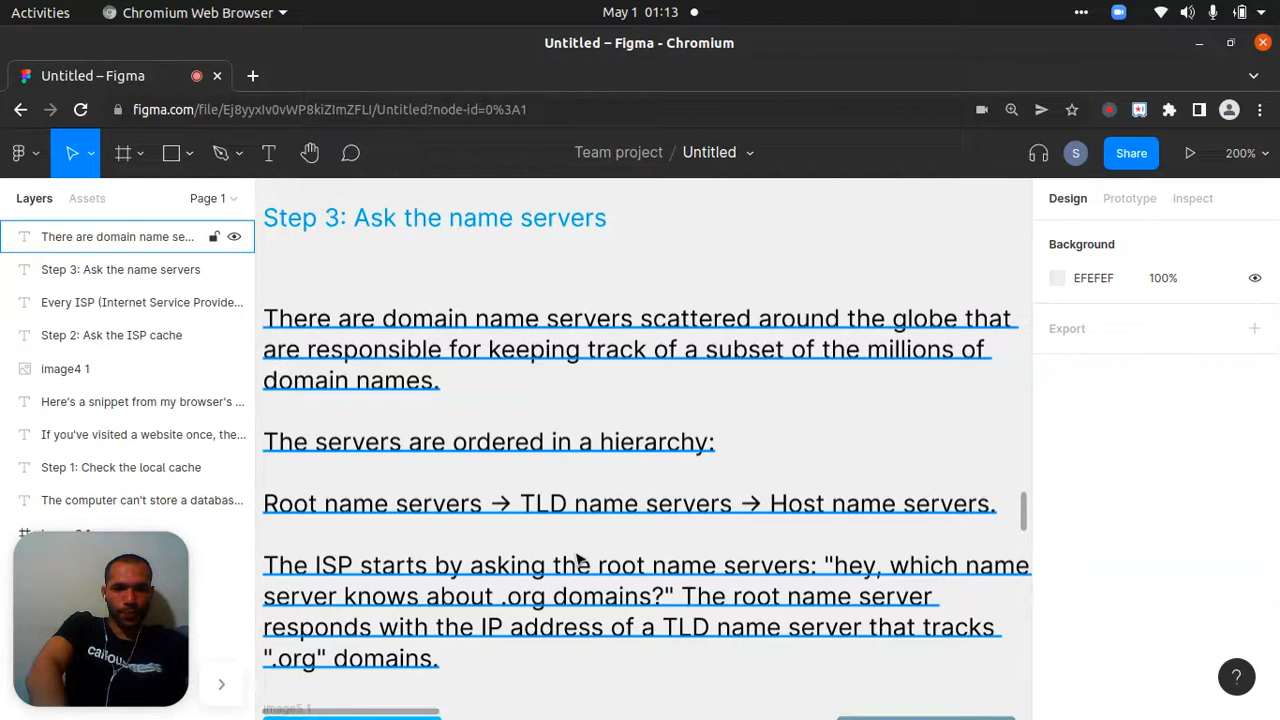 Activities
Chromium Web Browser
May 1 01:13
Untitled – Figma - Chromium
Untitled – Figma
figma.com/file/Ej8yyxIv0vWP8kiZImZFLI/Untitled?node-id=0%3A1
Team project / Untitled
S
Share
200%
Layers
Assets
Page 1
Design
Prototype
Inspect
There are domain name se...
Step 3: Ask the name servers
Every ISP (Internet Service Provide...
Step 2: Ask the ISP cache
image4 1
Here's a snippet from my browser's ...
If you've visited a website once, the...
Step 1: Check the local cache
The computer can't store a databas...
Step 3: Ask the name servers
There are domain name servers scattered around the globe that
are responsible for keeping track of a subset of the millions of
domain names.
The servers are ordered in a hierarchy:
Root name servers → TLD name servers → Host name servers.
The ISP starts by asking the root name servers: "hey, which name
server knows about .org domains?" The root name server
responds with the IP address of a TLD name server that tracks
".org" domains.
image5 1
Background
EFEFEF
100%
Export
?